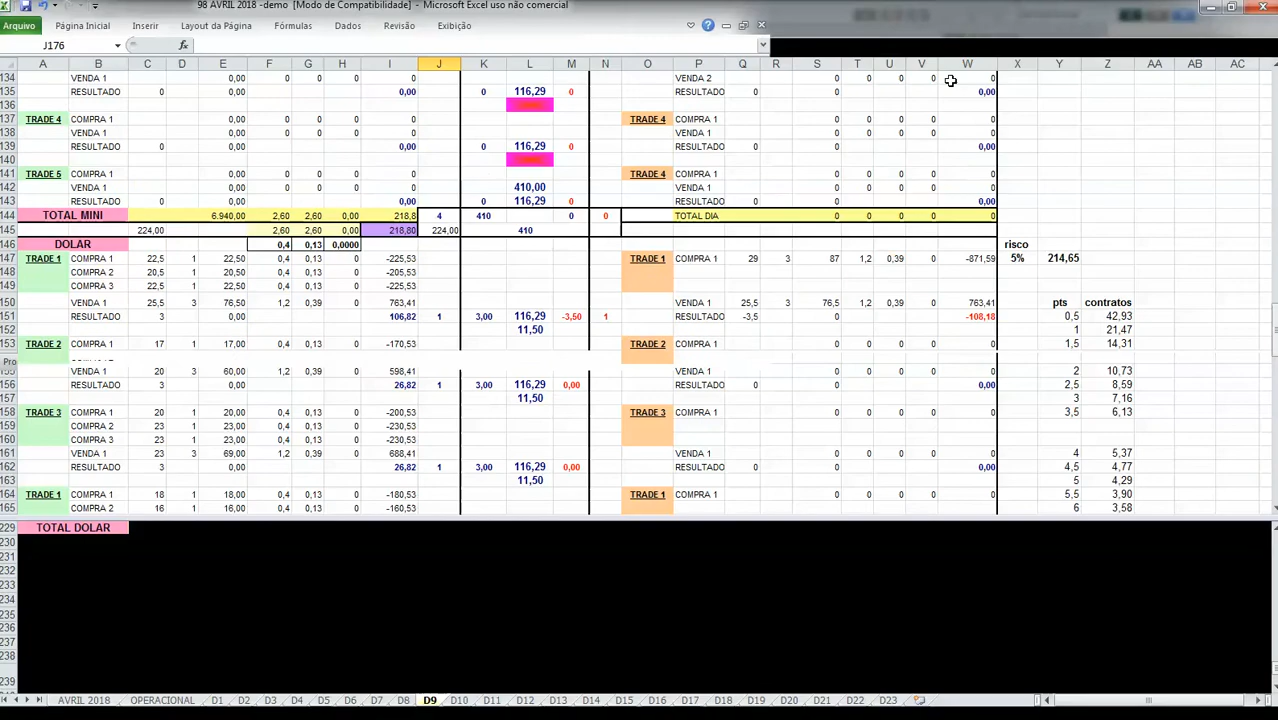 98 AVRIL 2018 -demo [Modo de Compatibilidade] - Microsoft Excel uso não comercial
Arquivo Página Inicial Inserir Layout da Página Fórmulas Dados Revisão Exibição
J176 fx
A B C D E F G H I J K L M N O P Q R S T U V W X Y Z AA AB AC
134 VENDA 1 0,00 0 0 0 0 VENDA 2 0 0 0 0 0
135 RESULTADO 0 0,00 0 116,29 0 RESULTADO 0 0,00
136
137 TRADE 4 COMPRA 1 0,00 0 0 0 0 TRADE 4 COMPRA 1 0 0 0 0 0
138 VENDA 1 0,00 0 0 0 0 VENDA 1 0 0 0 0 0
139 RESULTADO 0 0,00 0 116,29 0 RESULTADO 0 0,00
140
141 TRADE 5 COMPRA 1 0,00 0 0 0 0 TRADE 4 COMPRA 1 0 0 0 0 0
142 VENDA 1 0,00 0 0 0 0 410,00 VENDA 1 0 0 0 0 0
143 RESULTADO 0 0,00 0 116,29 0 RESULTADO 0 0,00
144 TOTAL MINI 6.940,00 2,60 2,60 0,00 218,8 4 410 0 0 TOTAL DIA 0 0 0 0 0
145 224,00 2,60 2,60 0,00 218,80 224,00 410
146 DOLAR 0,4 0,13 0,0000 risco
147 TRADE 1 COMPRA 1 22,5 1 22,50 0,4 0,13 0 -225,53 TRADE 1 COMPRA 1 29 3 87 1,2 0,39 0 -871,59 5% 214,65
148 COMPRA 2 20,5 1 20,50 0,4 0,13 0 -205,53
149 COMPRA 3 22,5 1 22,50 0,4 0,13 0 -225,53
150 VENDA 1 25,5 3 76,50 1,2 0,39 0 763,41 VENDA 1 25,5 3 76,5 1,2 0,39 0 763,41 pts contratos
151 RESULTADO 3 0,00 106,82 1 3,00 116,29 -3,50 1 RESULTADO -3,5 -108,18 0,5 42,93
152 11,50 1 21,47
153 TRADE 2 COMPRA 1 17 1 17,00 0,4 0,13 0 -170,53 TRADE 2 COMPRA 1 0 0 0 0 0 1,5 14,31
Pro
VENDA 1 20 3 60,00 1,2 0,39 0 598,41 VENDA 1 0 0 0 0 0 2 10,73
156 RESULTADO 3 0,00 26,82 1 3,00 116,29 0,00 RESULTADO 0 0,00 2,5 8,59
157 11,50 3 7,16
158 TRADE 3 COMPRA 1 20 1 20,00 0,4 0,13 0 -200,53 TRADE 3 COMPRA 1 0 0 0 0 0 3,5 6,13
159 COMPRA 2 23 1 23,00 0,4 0,13 0 -230,53
160 COMPRA 3 23 1 23,00 0,4 0,13 0 -230,53
161 VENDA 1 23 3 69,00 1,2 0,39 0 688,41 VENDA 1 0 0 0 0 0 4 5,37
162 RESULTADO 3 0,00 26,82 1 3,00 116,29 0,00 RESULTADO 0 0,00 4,5 4,77
163 11,50 5 4,29
164 TRADE 1 COMPRA 1 18 1 18,00 0,4 0,13 0 -180,53 TRADE 1 COMPRA 1 0 0 0 0 0 5,5 3,90
165 COMPRA 2 16 1 16,00 0,4 0,13 0 -160,53 6 3,58
229 TOTAL DOLAR
230
231
232
233
234
235
236
237
238
239
AVRIL 2018 OPERACIONAL D1 D2 D3 D4 D5 D6 D7 D8 D9 D10 D11 D12 D13 D14 D15 D16 D17 D18 D19 D20 D21 D22 D23